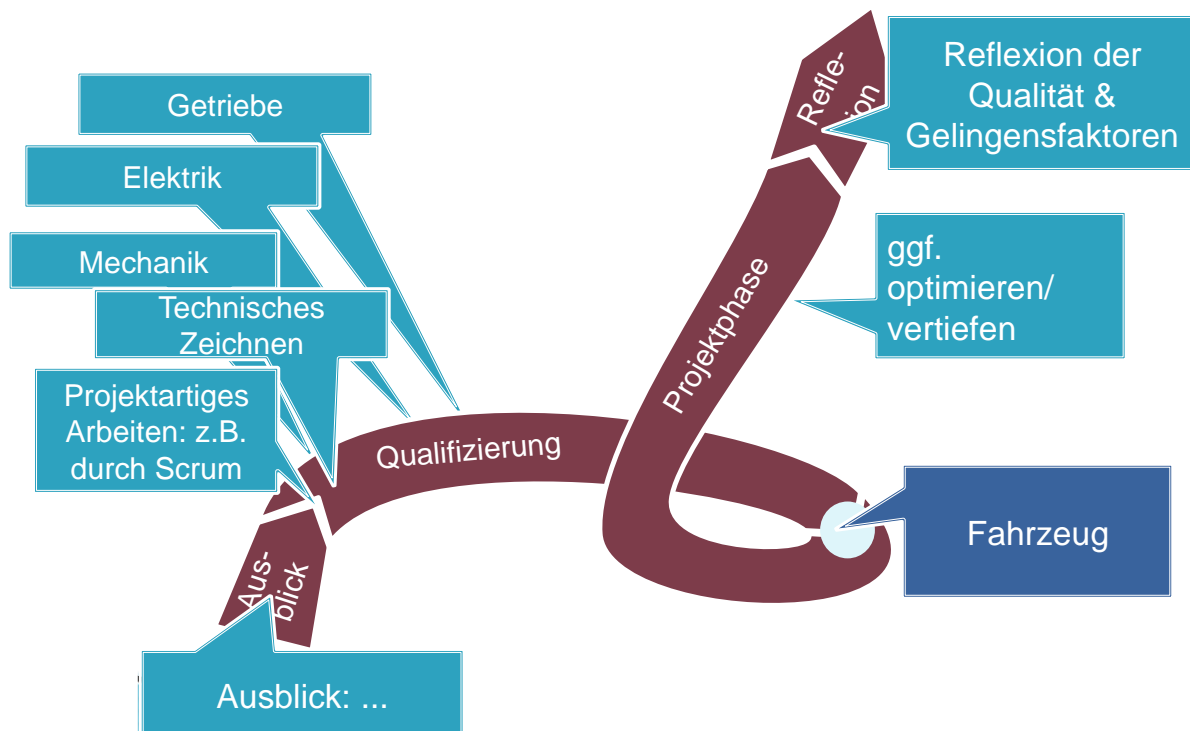 Getriebe
Elektrik
Mechanik
Technisches
Zeichnen
Projektartiges
Arbeiten: z.B.
durch Scrum
Aus-
blick
Ausblick: ...
Qualifizierung
Fahrzeug
Projektphase
ggf.
optimieren/
vertiefen
Refle-
Reflexion der
Qualität &
Gelingensfaktoren